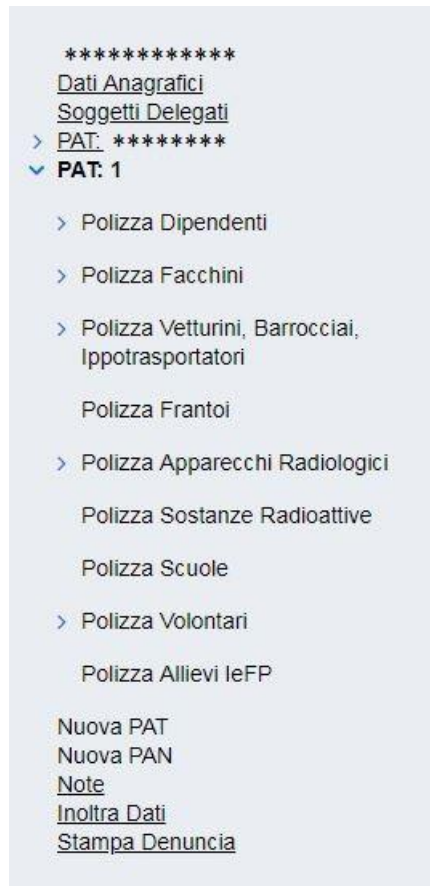 ************
Dati Anagrafici
Soggetti Delegati
> PAT: ********
PAT: 1
> Polizza Dipendenti
> Polizza Facchini
> Polizza Vetturini, Barrocciai,
Ippotrasportatori
Polizza Frantoi
> Polizza Apparecchi Radiologici
Polizza Sostanze Radioattive
Polizza Scuole
> Polizza Volontari
Polizza Allievi IeFP
Nuova PAT
Nuova PAN
Note
Inoltra Dati
Stampa Denuncia